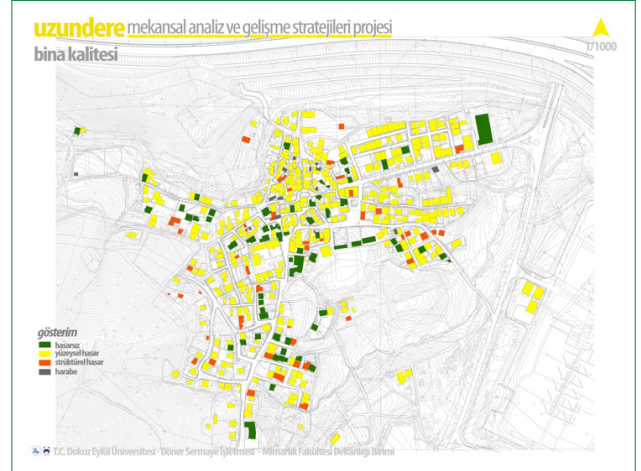 uzundere mekansal analiz ve gelişme stratejileri projesi
bina kalitesi
1/1000
gösterim
hasarsız
yüzeysel hasar
strüktürel hasar
harabe
T.C. Dokuz Eylül Üniversitesi - Döner Sermaye İşletmesi - Mimarlık Fakültesi Dekanlığı Birimi